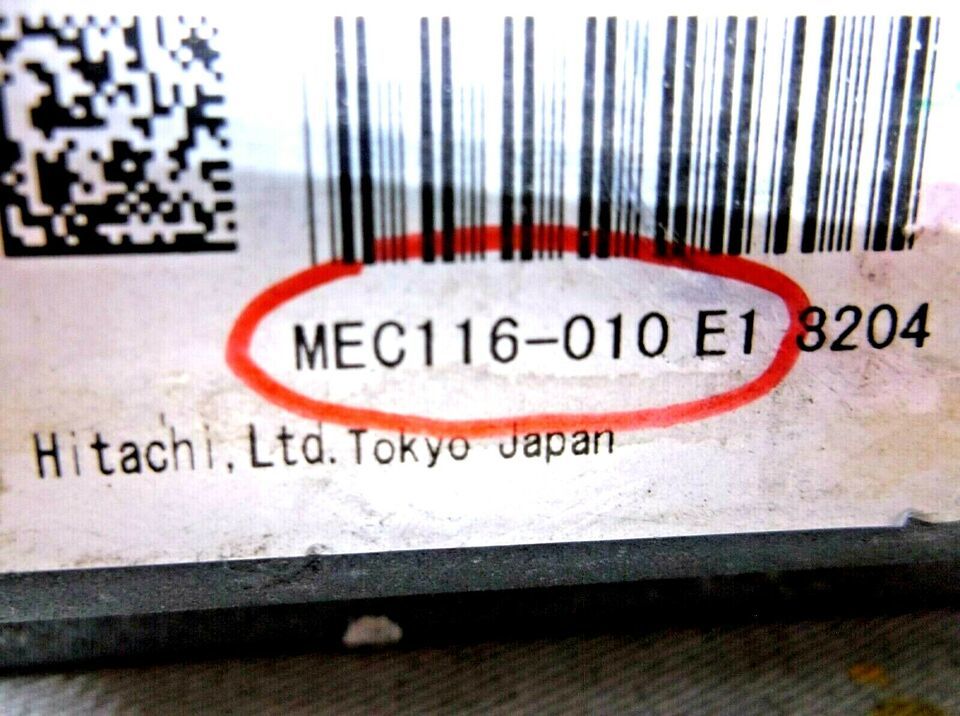 MEC116-010 E1 8204
Hitachi, Ltd. Tokyo Japan